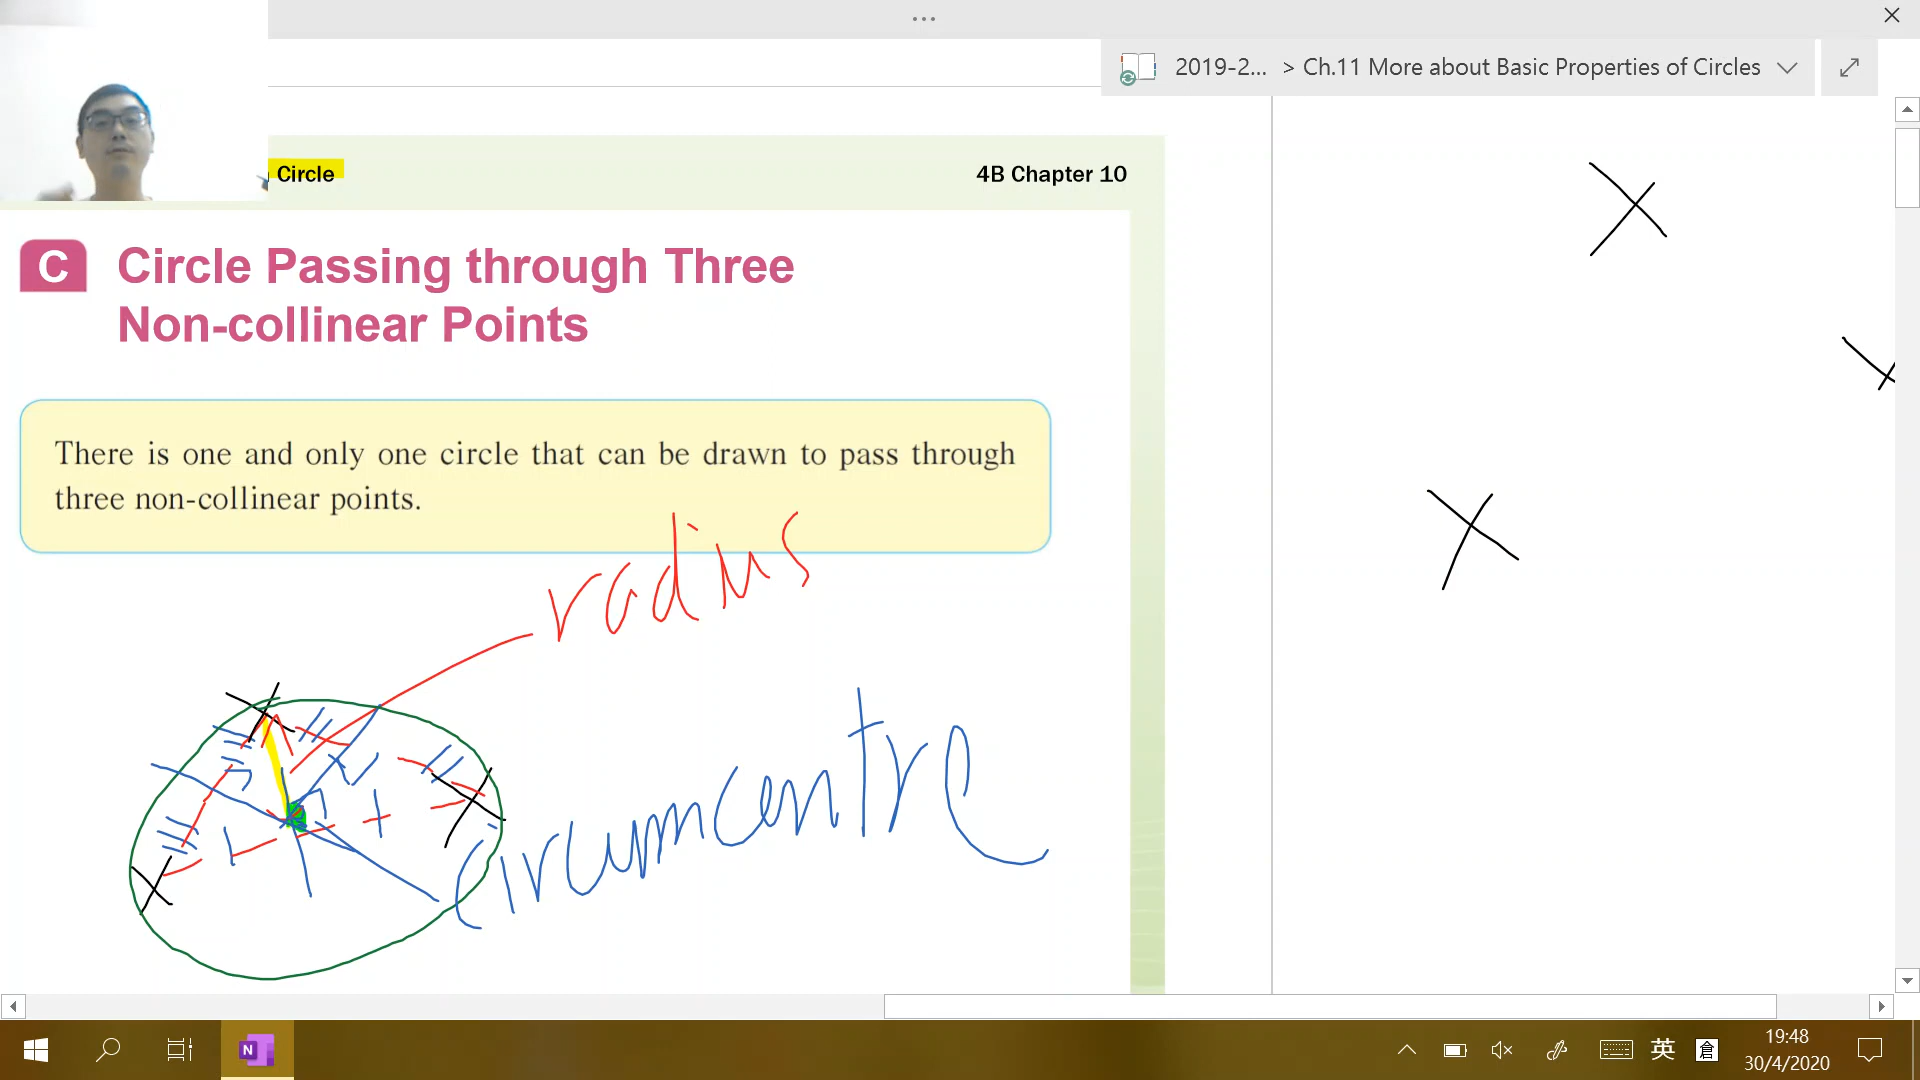 2019-2... > Ch.11 More about Basic Properties of Circles
Circle
4B Chapter 10
C Circle Passing through Three
Non-collinear Points
There is one and only one circle that can be drawn to pass through
three non-collinear points.
radius
circumcentre
N
英
倉
19:48
30/4/2020